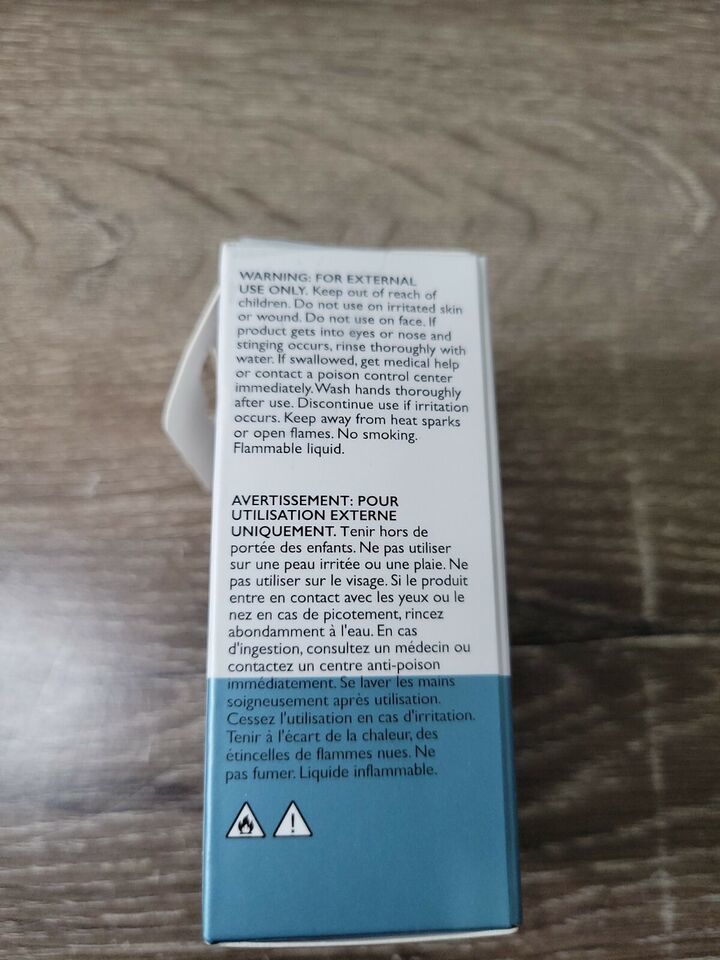 WARNING: FOR EXTERNAL
USE ONLY. Keep out of reach of
children. Do not use on irritated skin
or wound. Do not use on face. If
product gets into eyes or nose and
stinging occurs, rinse thoroughly with
water. If swallowed, get medical help
or contact a poison control center
immediately. Wash hands thoroughly
after use. Discontinue use if irritation
occurs. Keep away from heat sparks
or open flames. No smoking.
Flammable liquid.
AVERTISSEMENT: POUR
UTILISATION EXTERNE
UNIQUEMENT. Tenir hors de
portée des enfants. Ne pas utiliser
sur une peau irritée ou une plaie. Ne
pas utiliser sur le visage. Si le produit
entre en contact avec les yeux ou le
nez en cas de picotement, rincez
abondamment à l'eau. En cas
d'ingestion, consultez un médecin ou
contactez un centre anti-poison
immédiatement. Se laver les mains
soigneusement après utilisation.
Cessez l'utilisation en cas d'irritation.
Tenir à l'écart de la chaleur, des
étincelles de flammes nues. Ne
pas fumer. Liquide inflammable.